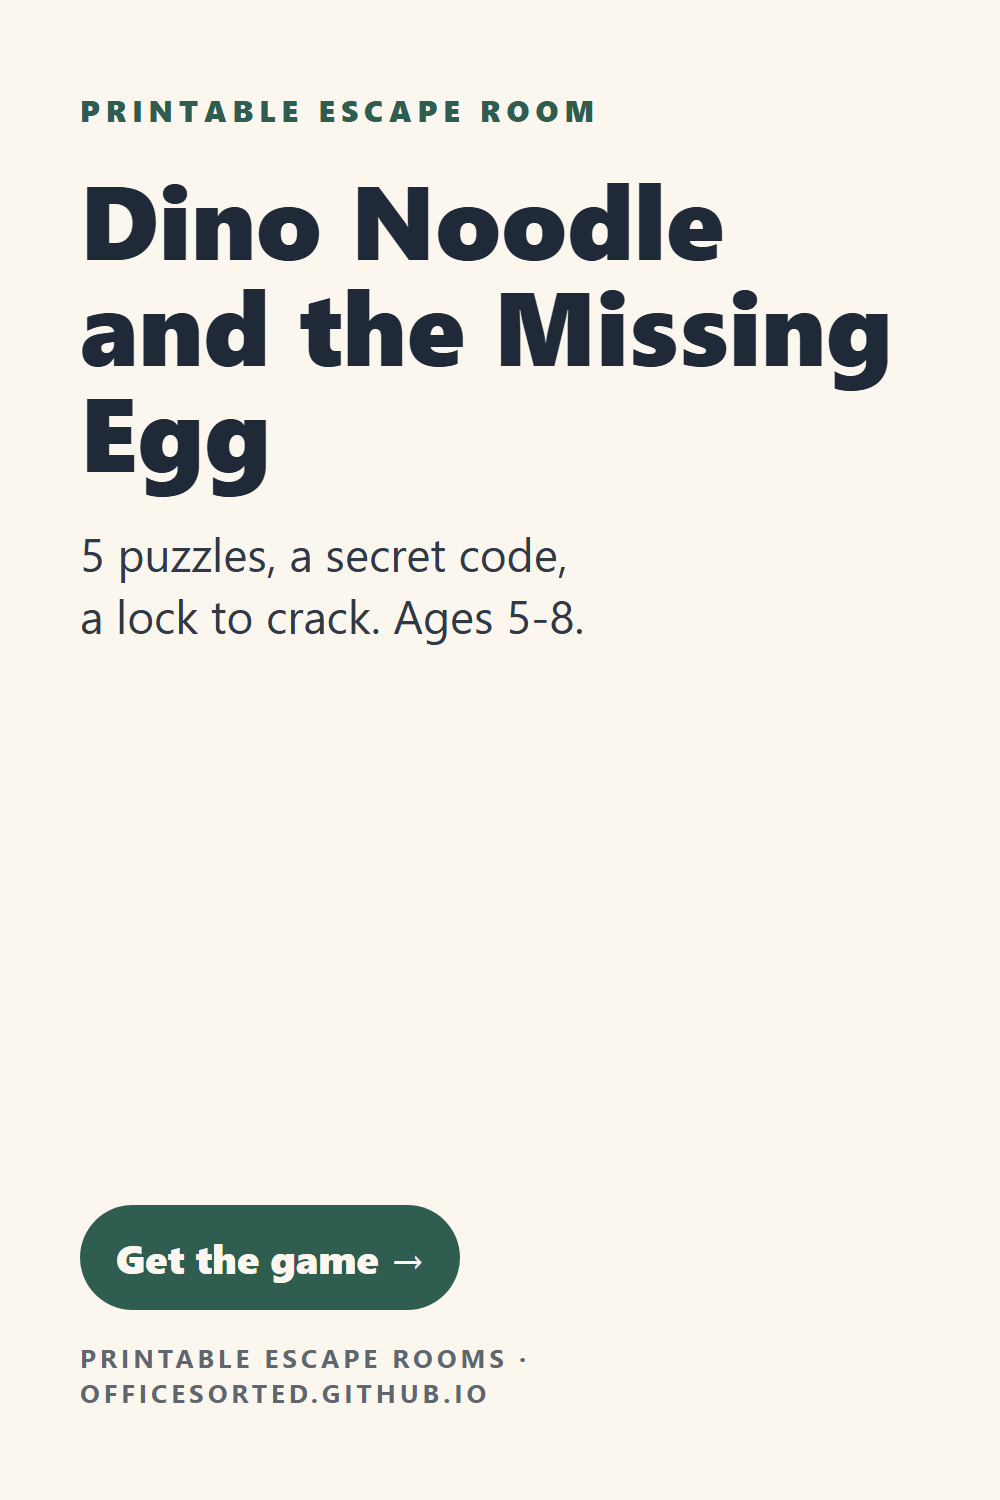 PRINTABLE ESCAPE ROOM
Dino Noodle
and the Missing
Egg
5 puzzles, a secret code,
a lock to crack. Ages 5-8.
Get the game →
PRINTABLE ESCAPE ROOMS ·
OFFICESORTED.GITHUB.IO